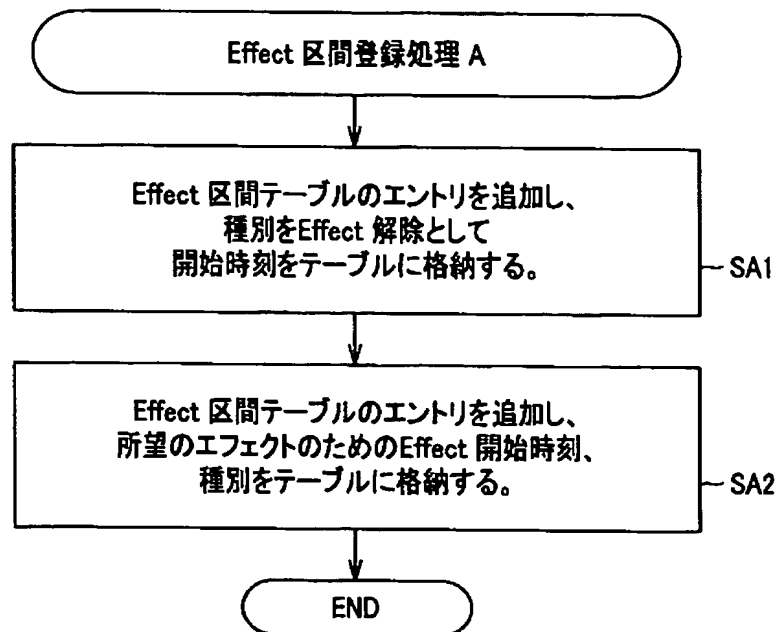 Effect 区間登録処理 A
Effect 区間テーブルのエントリを追加し、
種別をEffect 解除として
開始時刻をテーブルに格納する。
SA1
Effect 区間テーブルのエントリを追加し、
所望のエフェクトのためのEffect 開始時刻、
種別をテーブルに格納する。
SA2
END